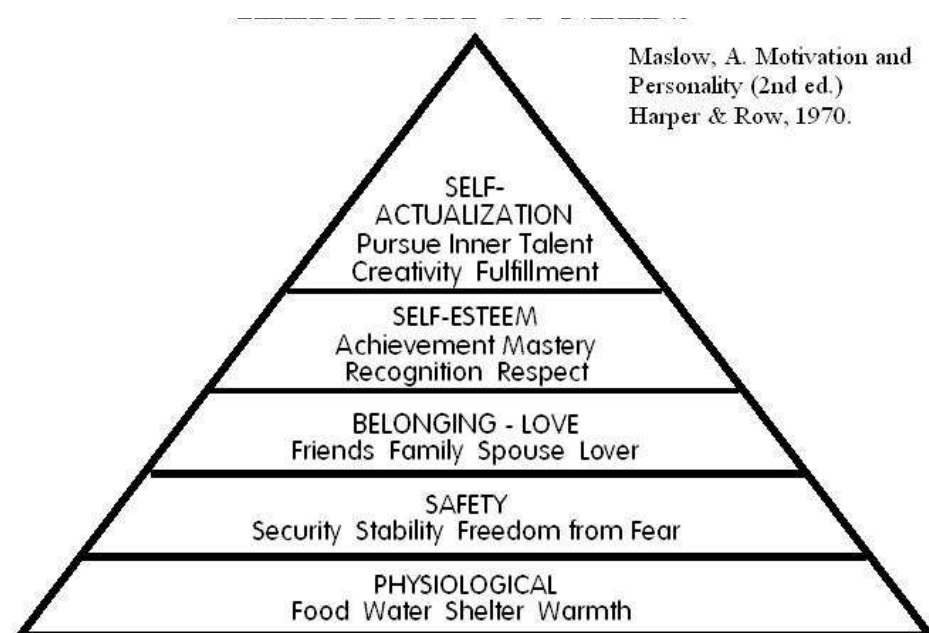 Maslow, A. Motivation and
Personality (2nd ed.)
Harper & Row, 1970.
SELF-
ACTUALIZATION
Pursue Inner Talent
Creativity Fulfillment
SELF-ESTEEM
Achievement Mastery
Recognition Respect
BELONGING - LOVE
Friends Family Spouse Lover
SAFETY
Security Stability Freedom from Fear
PHYSIOLOGICAL
Food Water Shelter Warmth